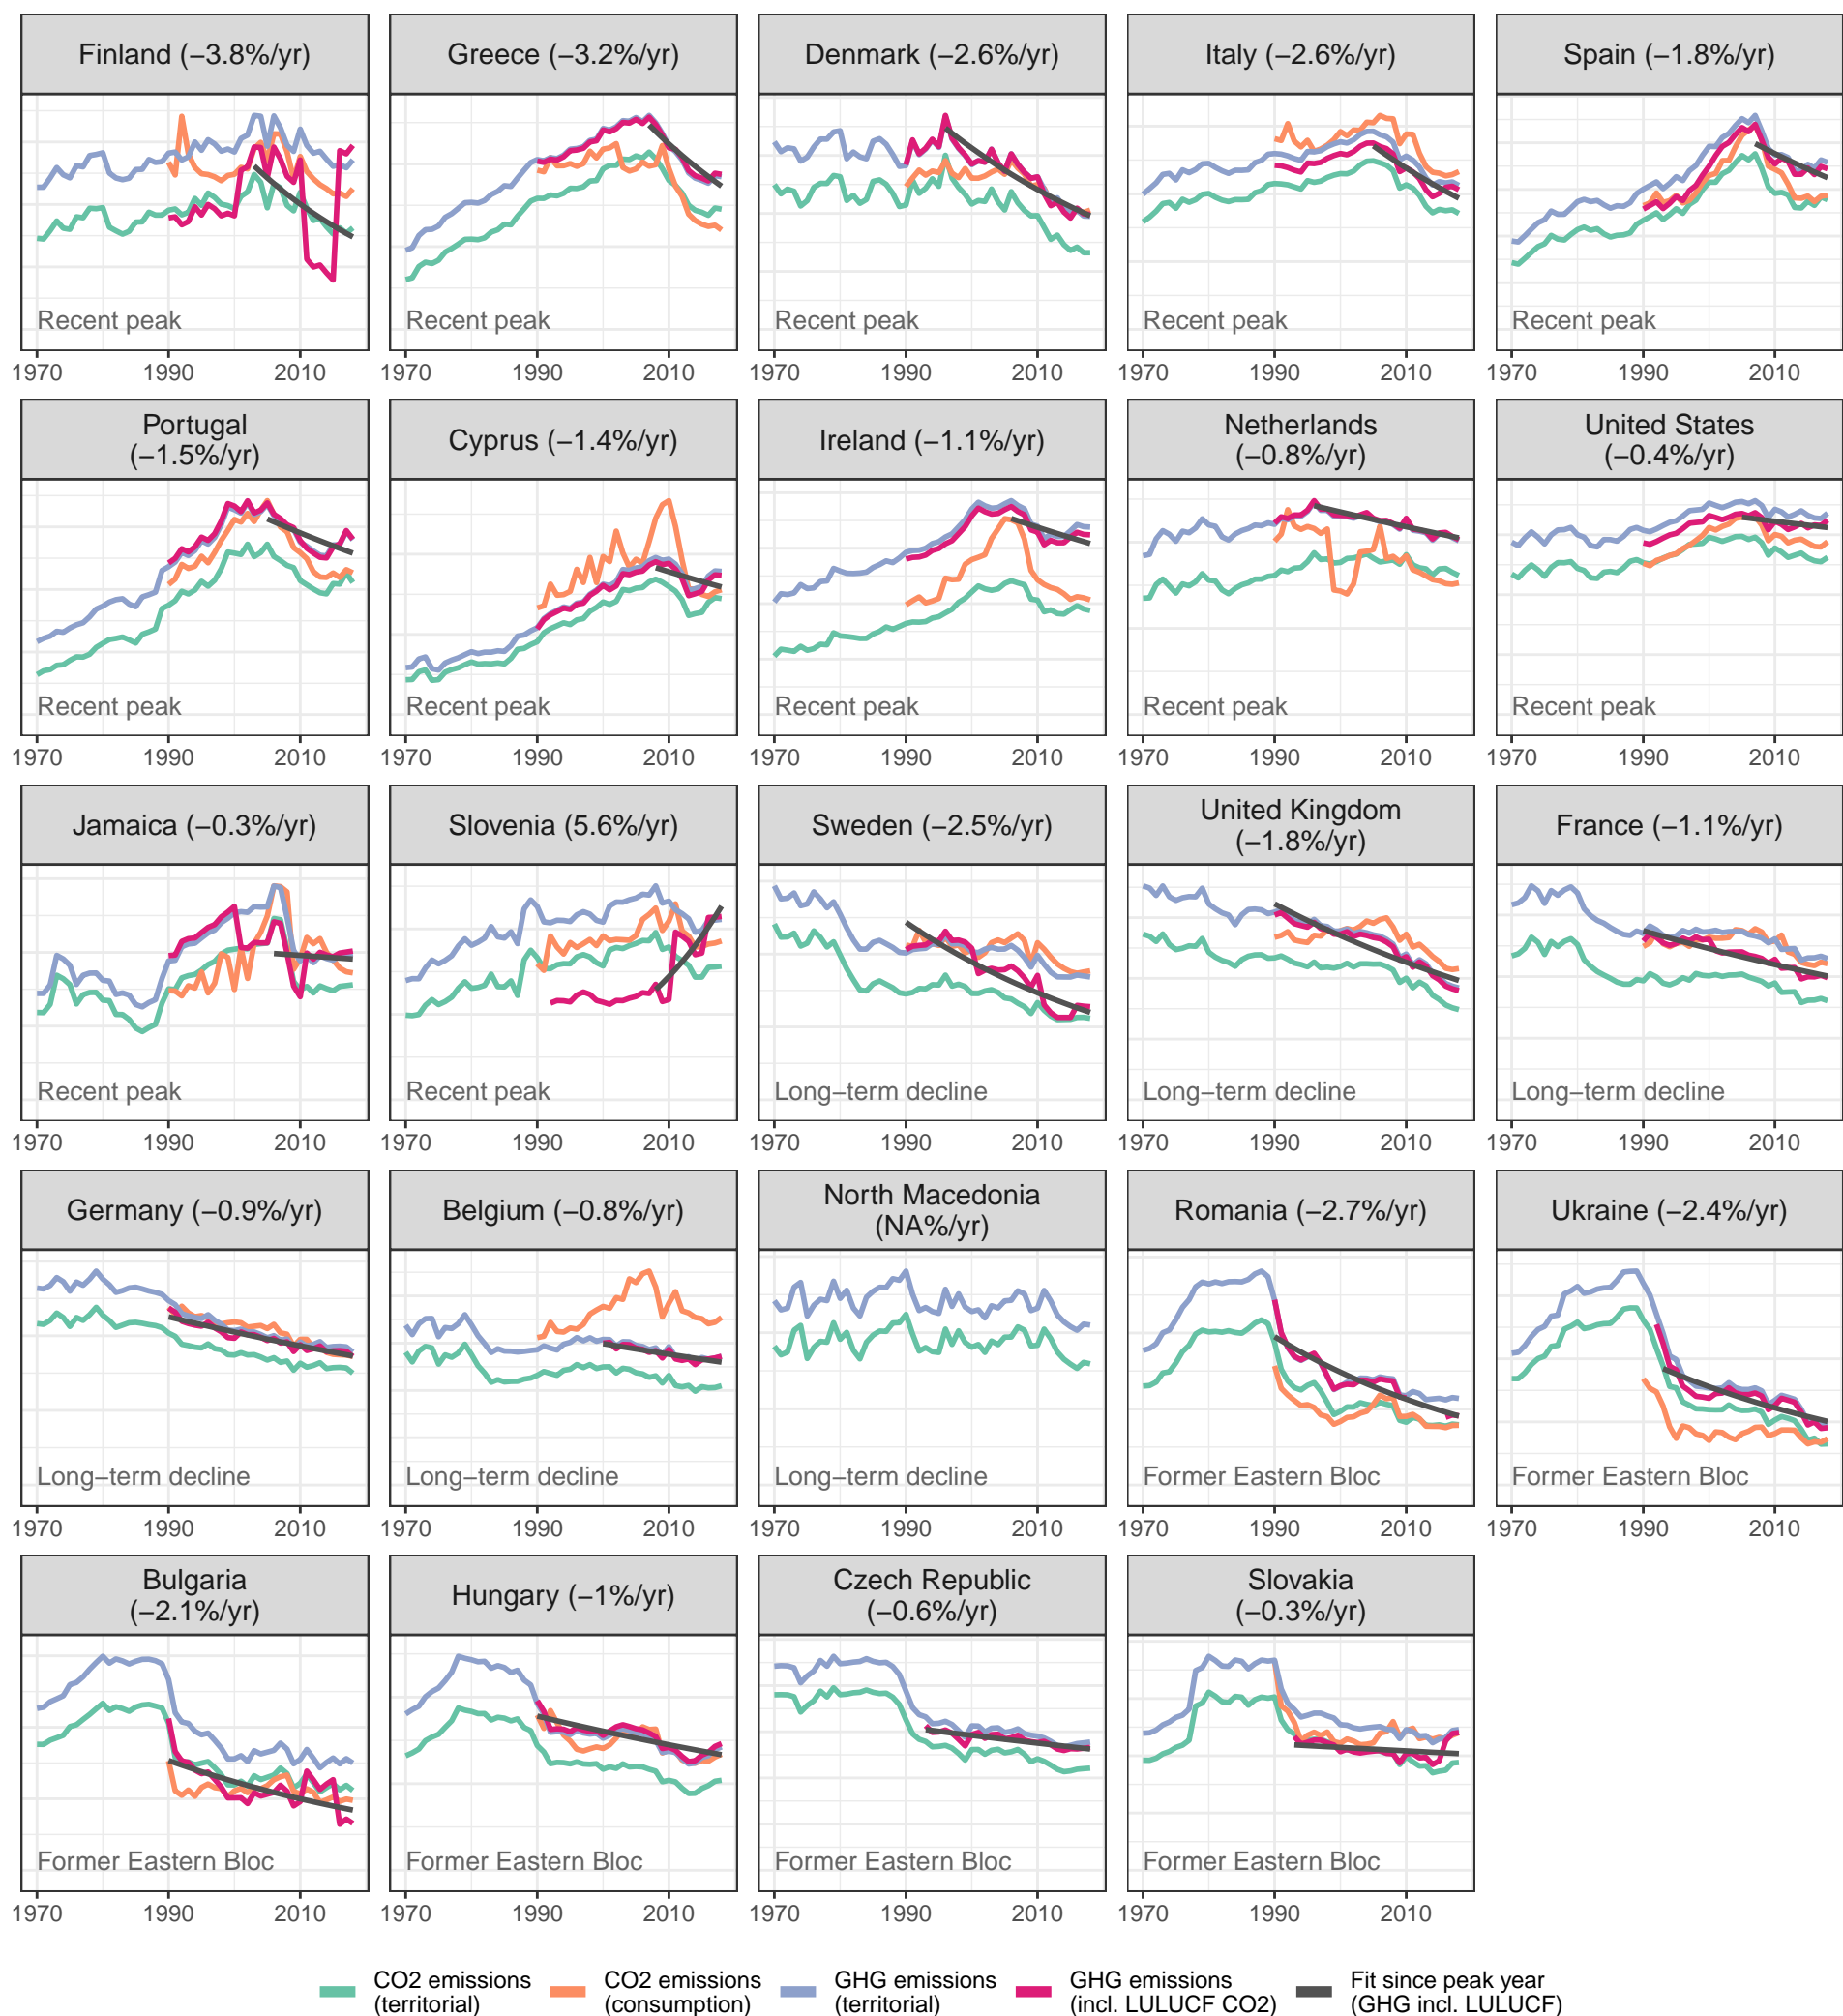 Finland (−3.8%/yr)
Greece (−3.2%/yr)
Denmark (−2.6%/yr)
Italy (−2.6%/yr)
Spain (−1.8%/yr)
Recent peak
Recent peak
Recent peak
Recent peak
Recent peak
1970 1990 2010
1970 1990 2010
1970 1990 2010
1970 1990 2010
1970 1990 2010
Portugal
(−1.5%/yr)
Cyprus (−1.4%/yr)
Ireland (−1.1%/yr)
Netherlands
(−0.8%/yr)
United States
(−0.4%/yr)
Recent peak
Recent peak
Recent peak
Recent peak
Recent peak
1970 1990 2010
1970 1990 2010
1970 1990 2010
1970 1990 2010
1970 1990 2010
Jamaica (−0.3%/yr)
Slovenia (5.6%/yr)
Sweden (−2.5%/yr)
United Kingdom
(−1.8%/yr)
France (−1.1%/yr)
Recent peak
Recent peak
Long−term decline
Long−term decline
Long−term decline
1970 1990 2010
1970 1990 2010
1970 1990 2010
1970 1990 2010
1970 1990 2010
Germany (−0.9%/yr)
Belgium (−0.8%/yr)
North Macedonia
(NA%/yr)
Romania (−2.7%/yr)
Ukraine (−2.4%/yr)
Long−term decline
Long−term decline
Long−term decline
Former Eastern Bloc
Former Eastern Bloc
1970 1990 2010
1970 1990 2010
1970 1990 2010
1970 1990 2010
1970 1990 2010
Bulgaria
(−2.1%/yr)
Hungary (−1%/yr)
Czech Republic
(−0.6%/yr)
Slovakia
(−0.3%/yr)
Former Eastern Bloc
Former Eastern Bloc
Former Eastern Bloc
Former Eastern Bloc
1970 1990 2010
1970 1990 2010
1970 1990 2010
1970 1990 2010
CO2 emissions
(territorial)
CO2 emissions
(consumption)
GHG emissions
(territorial)
GHG emissions
(incl. LULUCF CO2)
Fit since peak year
(GHG incl. LULUCF)